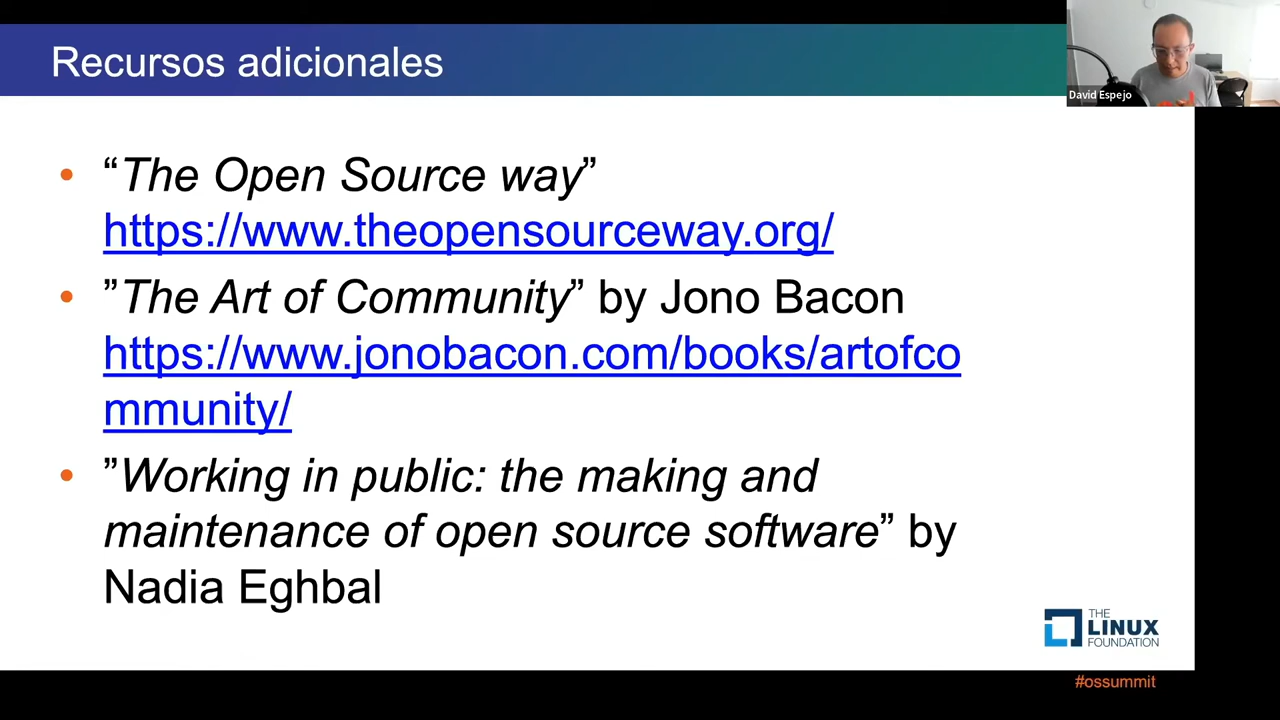 Recursos adicionales
David Espejo
• “The Open Source way”
https://www.theopensourceway.org/
• ”The Art of Community” by Jono Bacon
https://www.jonobacon.com/books/artofco
mmunity/
• ”Working in public: the making and
maintenance of open source software” by
Nadia Eghbal
THE
LINUX
FOUNDATION
#ossummit